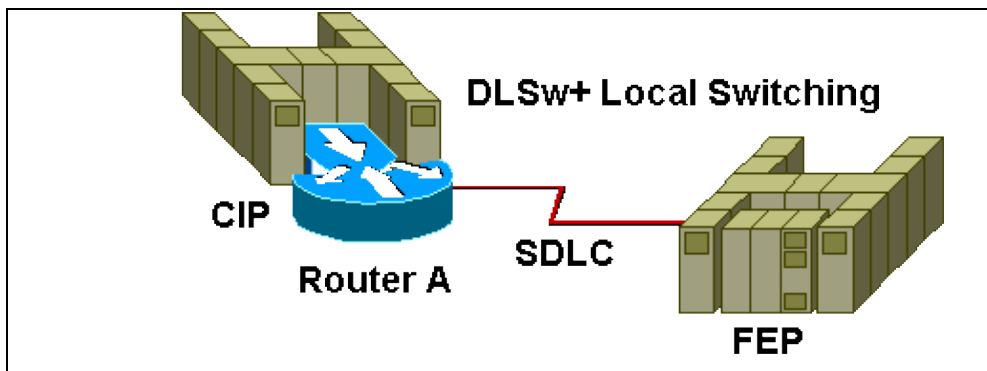 DLSw+ Local Switching
CIP
SDLC
Router A
FEP